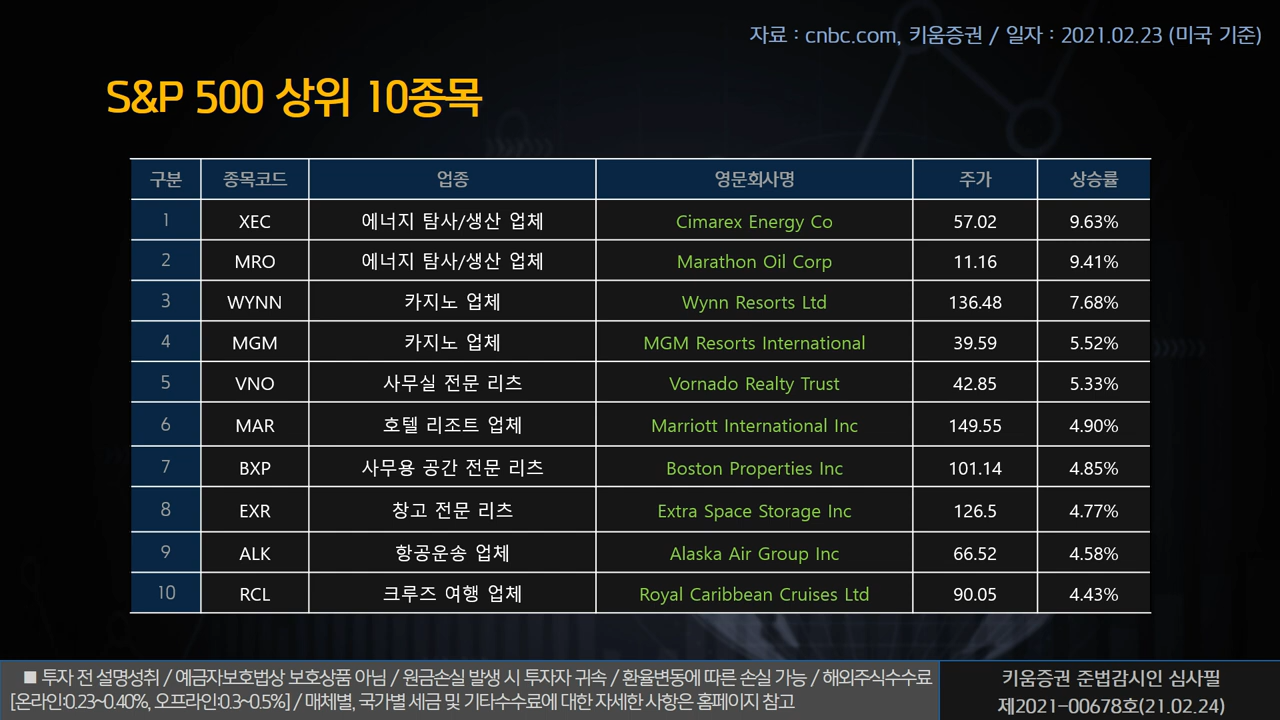 자료 : cnbc.com, 키움증권 / 일자 : 2021.02.23 (미국 기준)
S&P 500 상위 10종목
구분 종목코드 업종 영문회사명 주가 상승률
1 XEC 에너지 탐사/생산 업체 Cimarex Energy Co 57.02 9.63%
2 MRO 에너지 탐사/생산 업체 Marathon Oil Corp 11.16 9.41%
3 WYNN 카지노 업체 Wynn Resorts Ltd 136.48 7.68%
4 MGM 카지노 업체 MGM Resorts International 39.59 5.52%
5 VNO 사무실 전문 리츠 Vornado Realty Trust 42.85 5.33%
6 MAR 호텔 리조트 업체 Marriott International Inc 149.55 4.90%
7 BXP 사무용 공간 전문 리츠 Boston Properties Inc 101.14 4.85%
8 EXR 창고 전문 리츠 Extra Space Storage Inc 126.5 4.77%
9 ALK 항공운송 업체 Alaska Air Group Inc 66.52 4.58%
10 RCL 크루즈 여행 업체 Royal Caribbean Cruises Ltd 90.05 4.43%
■ 투자 전 설명성취 / 예금자보호법상 보호상품 아님 / 원금손실 발생 시 투자자 귀속 / 환율변동에 따른 손실 가능 / 해외주식수수료
[온라인:0.23~0.40%, 오프라인:0.3~0.5%] / 매체별, 국가별 세금 및 기타수수료에 대한 자세한 사항은 홈페이지 참고
키움증권 준법감시인 심사필
제2021-00678호(21.02.24)